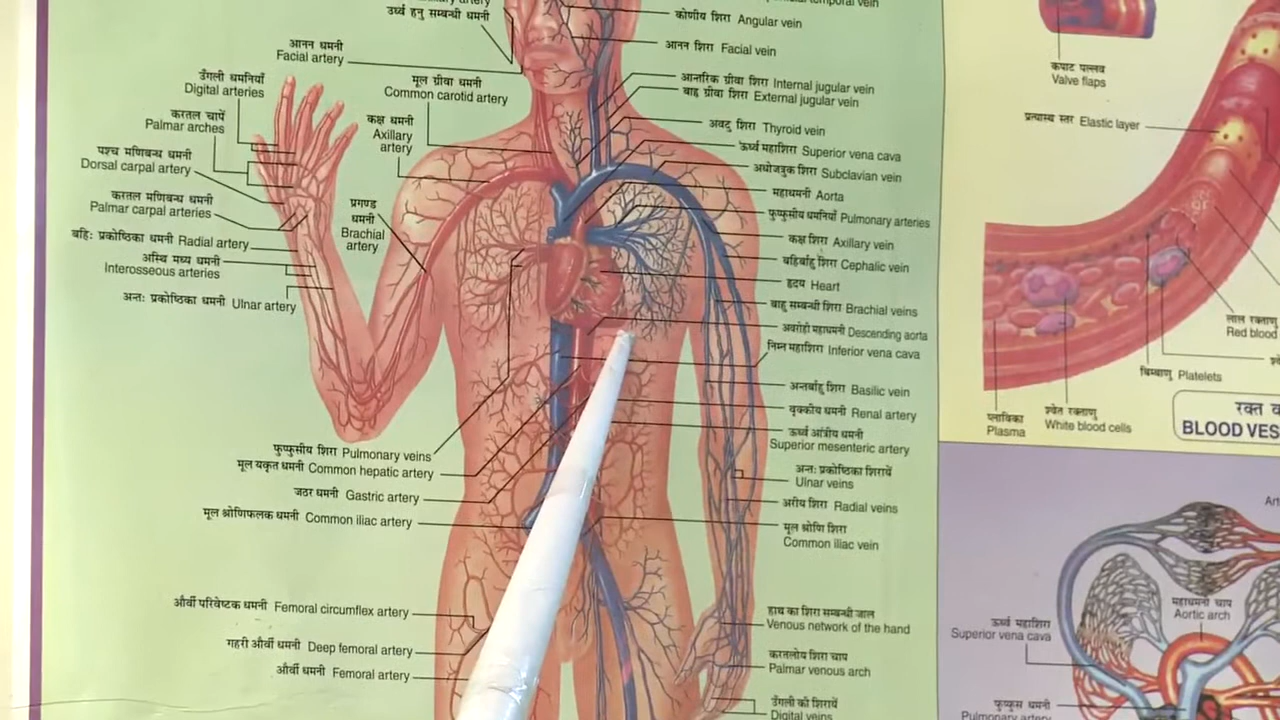 उर्ध्व हनु सम्बन्धी धमनी
आनन धमनी
Facial artery
उँगली धमनियाँ
Digital arteries
करतल चापें
Palmar arches
पश्च मणिबन्ध धमनी
Dorsal carpal artery
करतल मणिबन्ध धमनी
Palmar carpal arteries
बहिः प्रकोष्ठिका धमनी Radial artery
अस्थि मध्य धमनी
Interosseous arteries
अन्तः प्रकोष्ठिका धमनी Ulnar artery
मूल ग्रीवा धमनी
Common carotid artery
कक्ष धमनी
Axillary
artery
प्रगण्ड
धमनी
Brachial
artery
फुफ्फुसीय शिरा Pulmonary veins
मूल यकृत धमनी Common hepatic artery
जठर धमनी Gastric artery
मूल श्रोणिफलक धमनी Common iliac artery
और्वी परिवेष्टक धमनी Femoral circumflex artery
गहरी और्वी धमनी Deep femoral artery
और्वी धमनी Femoral artery
कोणीय शिरा Angular vein
आनन शिरा Facial vein
आन्तरिक ग्रीवा शिरा Internal jugular vein
बाह्य ग्रीवा शिरा External jugular vein
अवटु शिरा Thyroid vein
ऊर्ध्व महाशिरा Superior vena cava
अधोजत्रुक शिरा Subclavian vein
महाधमनी Aorta
फुफ्फुसीय धमनियाँ Pulmonary arteries
कक्ष शिरा Axillary vein
बहिर्बाहु शिरा Cephalic vein
हृदय Heart
बाहु सम्बन्धी शिरा Brachial veins
अवरोही महाधमनी Descending aorta
निम्न महाशिरा Inferior vena cava
अन्तर्बाहु शिरा Basilic vein
वृक्कीय धमनी Renal artery
ऊर्ध्व आंत्रीय धमनी
Superior mesenteric artery
अन्तः प्रकोष्ठिका शिरायें
Ulnar veins
अरीय शिरा Radial veins
मूल श्रोणि शिरा
Common iliac vein
हाथ का शिरा सम्बन्धी जाल
Venous network of the hand
करतलीय शिरा चाप
Palmar venous arch
उँगली की शिरायें
Digital veins
कपाट पल्लव
Valve flaps
प्रत्यास्थ स्तर Elastic layer
लाल रक्ताणु
Red blood
बिम्बाणु Platelets
प्लाविका
Plasma
श्वेत रक्ताणु
White blood cells
रक्त
BLOOD VES
महाधमनी चाप
Aortic arch
ऊर्ध्व महाशिरा
Superior vena cava
फुफ्फुस धमनी
Pulmonary artery